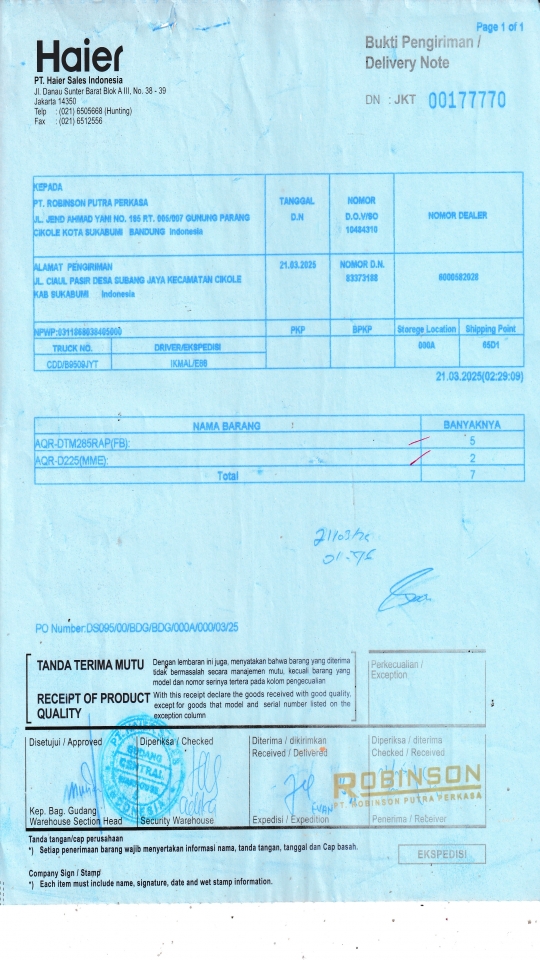 Page 1 of 1
Haier
PT. Haier Sales Indonesia
Jl. Danau Sunter Barat Blok A III, No. 38 - 39
Jakarta 14350
Telp : (021) 6505668 (Hunting)
Fax : (021) 6512556
Bukti Pengiriman /
Delivery Note
DN : JKT 00177770
KEPADA
PT. ROBINSON PUTRA PERKASA
JL. JEND AHMAD YANI NO. 185 RT. 005/007 GUNUNG PARANG
CIKOLE KOTA SUKABUMI BANDUNG Indonesia
TANGGAL
D.N
NOMOR
D.O.V/SO
10484310
NOMOR DEALER
ALAMAT PENGIRIMAN
JL. CIAUL PASIR DESA SUBANG JAYA KECAMATAN CIKOLE
KAB SUKABUMI Indonesia
21.03.2025
NOMOR D.N.
83373188
6000582028
PKP
BPKP
Storege Location
Shipping Point
TRUCK NO.
DRIVER/EKSPEDISI
000A
65D1
CDD/B9509JYT
IKMAL/E86
21.03.2025(02:29:09)
NAMA BARANG
BANYAKNYA
AQR-DTM285RAP(FB):
5
AQR-D225(MME):
2
Total
7
PO Number:DS095/00/BDG/BDG/000A/000/03/25
TANDA TERIMA MUTU
Dengan lembaran ini juga, menyatakan bahwa barang yang diterima
tidak bermasalah secara manajemen mutu, kecuali barang yang
model dan nomor serinya tertera pada kolom pengecualian
RECEIPT OF PRODUCT
QUALITY
With this receipt declare the goods received with good quality,
except for goods that model and serial number listed on the
exception column
Perkecualian /
Exception
Disetujui / Approved
Diperiksa / Checked
Diterima / dikirimkan
Received / Delivered
Diperiksa / diterima
Checked / Received
GUDANG
CENTRAL
ROBINSON
PT. ROBINSON PUTRA PERKASA
Kep. Bag. Gudang
Warehouse Section Head
Security Warehouse
Expedisi / Expedition
Penerima / Receiver
Tanda tangan/cap perusahaan
*) Setiap penerimaan barang wajib menyertakan informasi nama, tanda tangan, tanggal dan Cap basah.
EKSPEDISI
Company Sign / Stamp
*) Each item must include name, signature, date and wet stamp information.